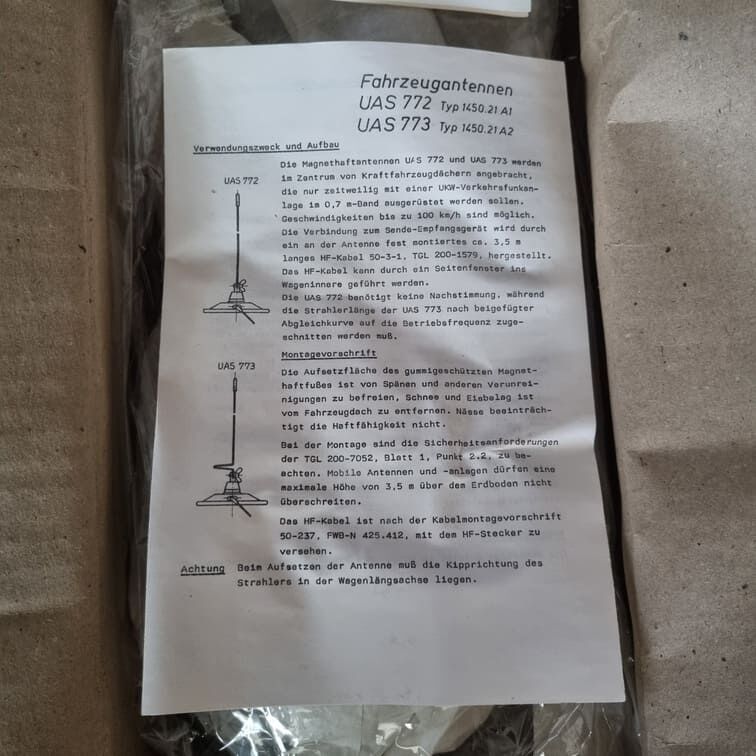 Fahrzeugantennen
UAS 772 Typ 1450.21 A1
UAS 773 Typ 1450.21 A2
Verwendungszweck und Aufbau
UAS 772
Die Magnethaftantennen UAS 772 und UAS 773 werden
im Zentrum von Kraftfahrzeugdächern angebracht,
die nur zeitweilig mit einer UKW-Verkehrsfunkan-
lage im 0,7 m-Band ausgerüstet werden sollen.
Geschwindigkeiten bis zu 100 km/h sind möglich.
Die Verbindung zum Sende-Empfangsgerät wird durch
ein an der Antenne fest montiertes ca. 3,5 m
langes HF-Kabel 50-3-1, TGL 200-1579, hergestellt.
Das HF-Kabel kann durch ein Seitenfenster ins
Wageninnere geführt werden.
Die UAS 772 benötigt keine Nachstimmung, während
die Strahlerlänge der UAS 773 nach beigefügter
Abgleichkurve auf die Betriebsfrequenz zuge-
schnitten werden muß.
Montagevorschrift
UAS 773
Die Aufsetzfläche des gummigeschützten Magnet-
haftfußes ist von Spänen und anderen Verunrei-
nigungen zu befreien, Schnee und Eisbelag ist
vom Fahrzeugdach zu entfernen. Nässe beeinträch-
tigt die Haftfähigkeit nicht.
Bei der Montage sind die Sicherheitsanforderungen
der TGL 200-7052, Blatt 1, Punkt 2.2, zu be-
achten. Mobile Antennen und -anlagen dürfen eine
maximale Höhe von 3,5 m über dem Erdboden nicht
überschreiten.
Das HF-Kabel ist nach der Kabelmontagevorschrift
50-237, FWB-N 425.412, mit dem HF-Stecker zu
versehen.
Achtung Beim Aufsetzen der Antenne muß die Kipprichtung des
Strahlers in der Wagenlängsachse liegen.